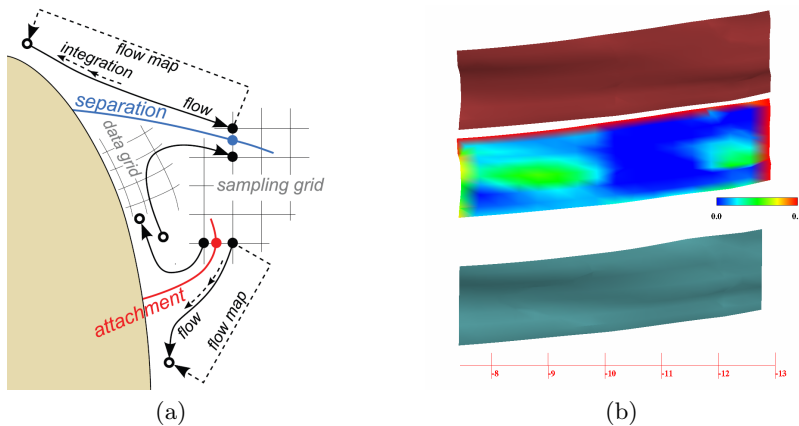 flow map
integration
flow
separation
data grid
sampling grid
attachment
flow
flow map
0.0
0.
-8
-9
-10
-11
-12
-13
(a)
(b)